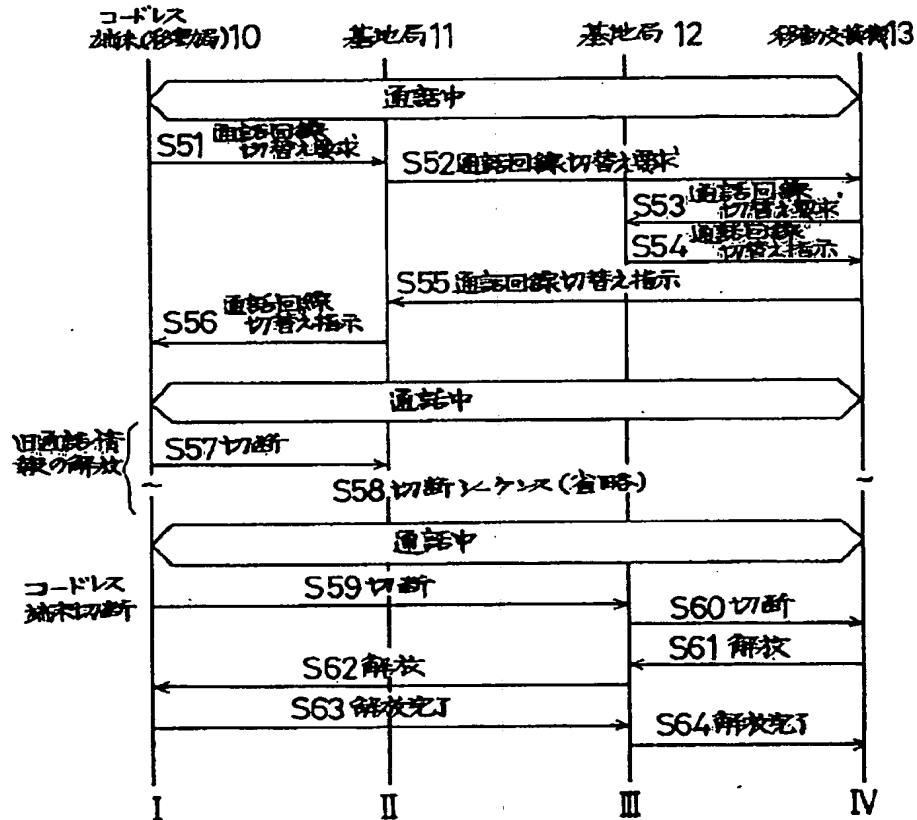 コードレス
端末(移動局)10
基地局11
基地局12
移動交換機13
通話中
S51 通話回線
切替え要求
S52 通話回線切替え要求
S53 通話回線
切替え要求
S54 通話回線
切替え指示
S55 通話回線切替え指示
S56 通話回線
切替え指示
通話中
旧通話情
報の解放
S57 切断
S58 切断シーケンス(省略)
通話中
コードレス
端末切断
S59 切断
S60 切断
S61 解放
S62 解放
S63 解放完了
S64 解放完了
I
II
III
IV